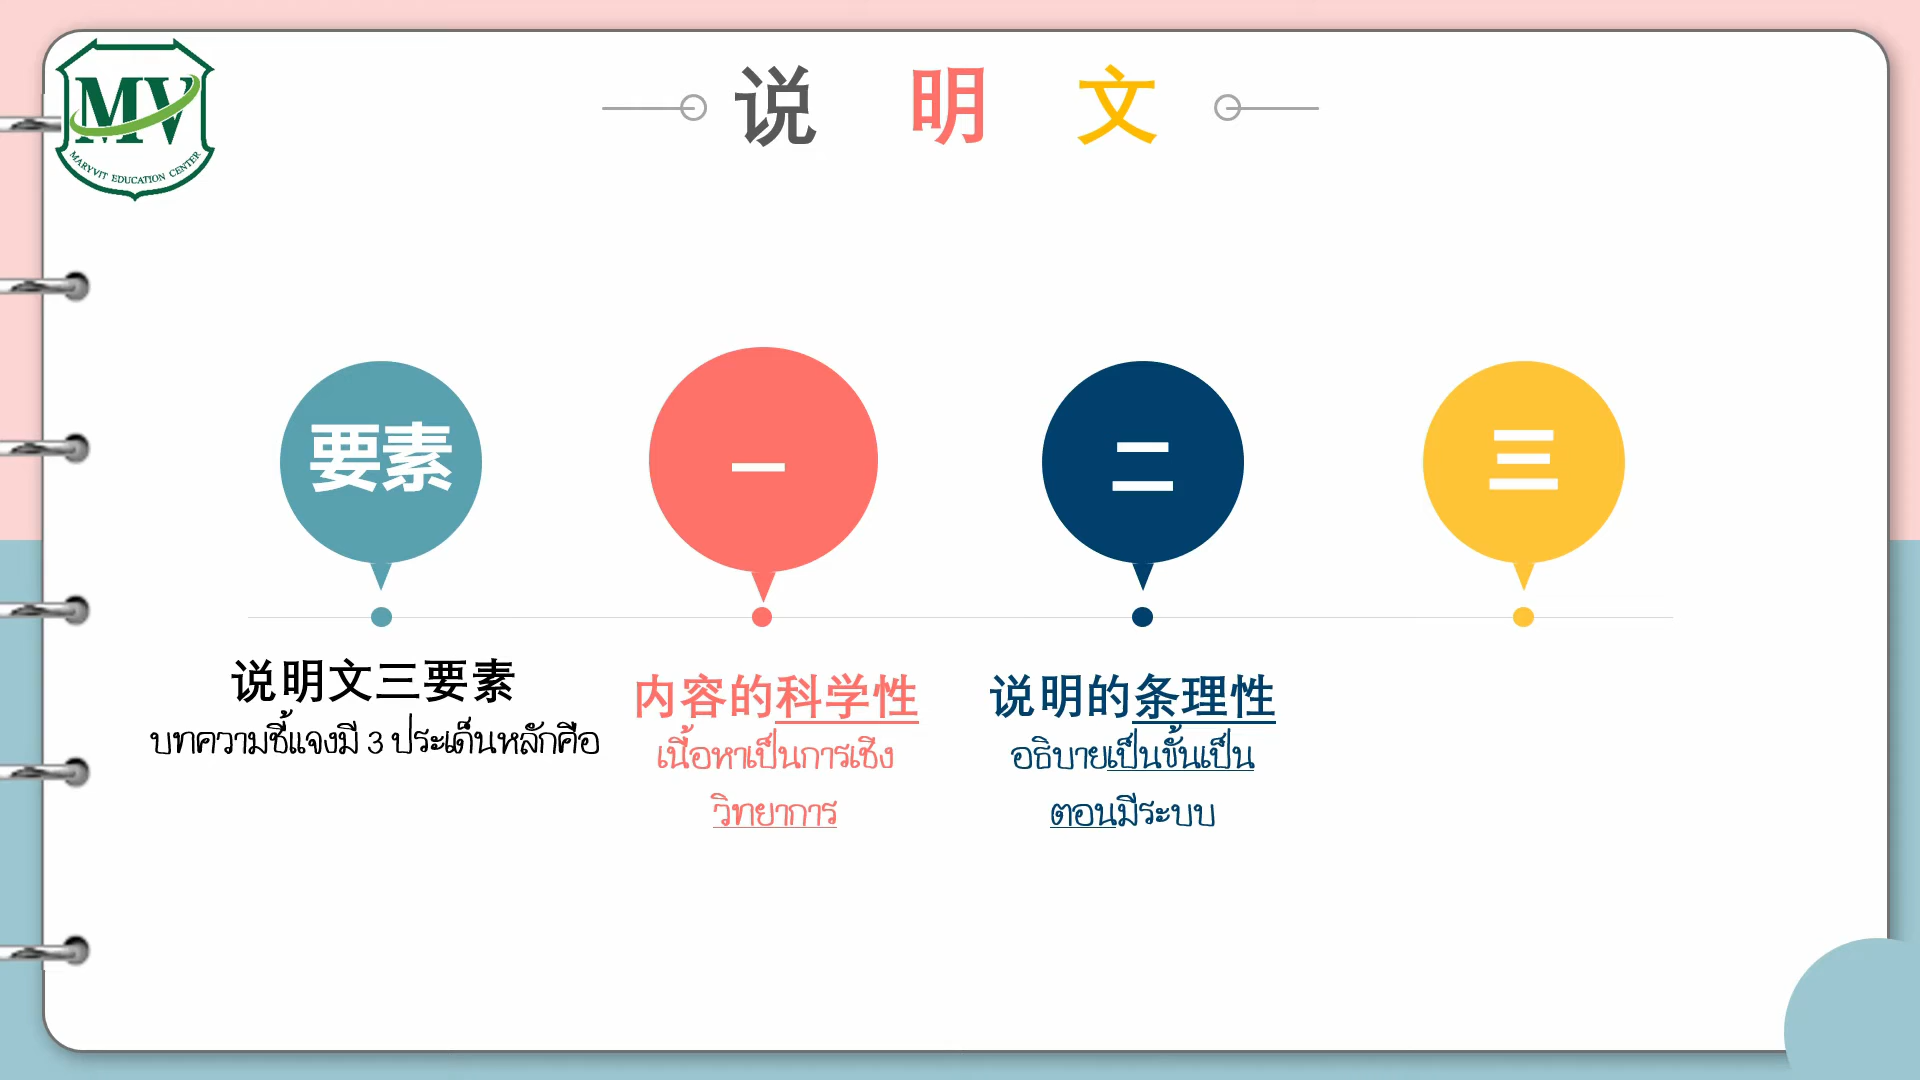 MV
MARYVIT EDUCATION CENTER
说 明 文
要素
一
二
三
说明文三要素
บทความชี้แจงมี 3 ประเด็นหลักคือ
内容的科学性
เนื้อหาเป็นการเชิง
วิทยาการ
说明的条理性
อธิบายเป็นขั้นเป็น
ตอนมีระบบ